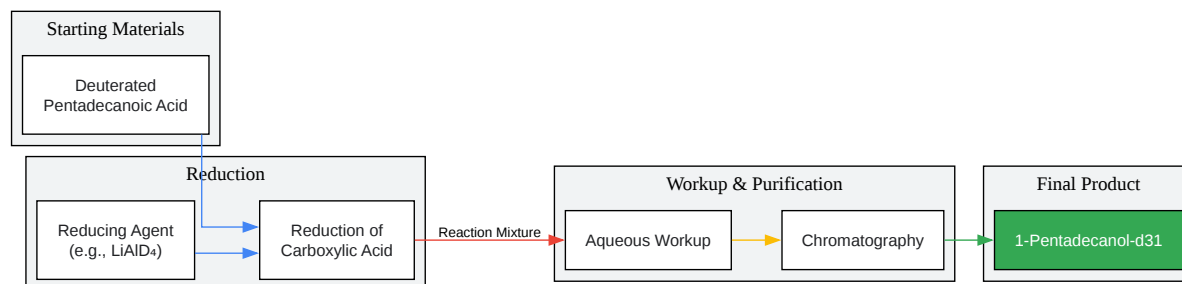 Starting Materials
Deuterated
Pentadecanoic Acid
Reduction
Reducing Agent
(e.g., LiAlD₄)
Reduction of
Carboxylic Acid
Reaction Mixture
Workup & Purification
Aqueous Workup
Chromatography
Final Product
1-Pentadecanol-d31